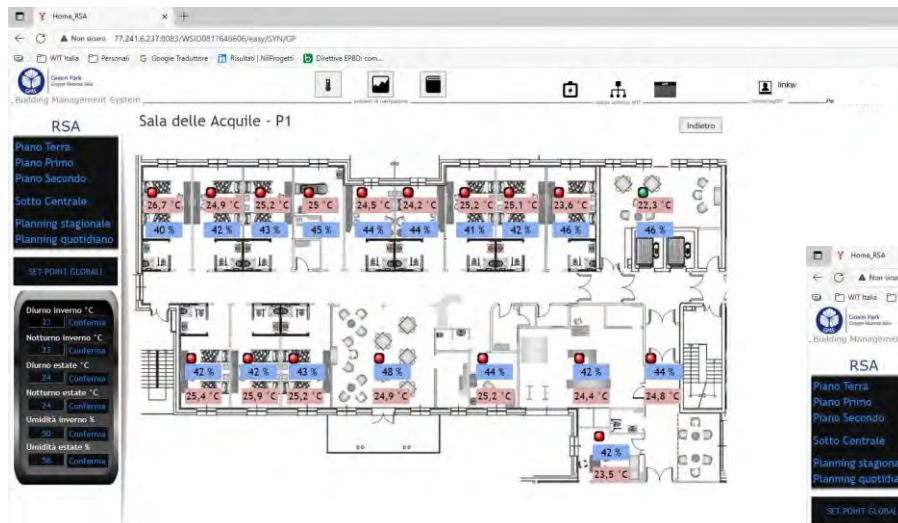 Home_RSA
Non sicuro 77.241.6.237:8083/WSID0817646606/easy/SYN/GP
WIT Italia Personali Google Traduttore Risultati | NilProgetti Direttiva EPBD: com...
Green Park
GMS
Building Management System
linkw
RSA
Piano Terra
Piano Primo
Piano Secondo
Sotto Centrale
Planning stagionale
Planning quotidiano
SET-POINT GLOBALI
Diurno inverno °C
23 Conferma
Notturno inverno °C
23 Conferma
Diurno estate °C
24 Conferma
Notturno estate °C
24 Conferma
Umidità inverno %
50 Conferma
Umidità estate %
Conferma
Sala delle Acquile - P1
Indietro
26,7 °C 24,9 °C 25,2 °C 25 °C 24,5 °C 24,2 °C 25,2 °C 25,1 °C 23,6 °C 22,3 °C
40 % 42 % 43 % 45 % 44 % 44 % 41 % 42 % 46 % 46 %
42 % 42 % 43 % 48 % 44 % 42 % 44 %
25,4 °C 25,9 °C 25,2 °C 24,9 °C 25,2 °C 24,4 °C 24,8 °C
42 %
23,5 °C
Home_RSA
Non sicu
WIT Italia
Green Park
GMS
Building Management
RSA
Piano Terra
Piano Primo
Piano Secondo
Sotto Centrale
Planning stagiona
Planning quotidia
SET-POINT GLOBAL